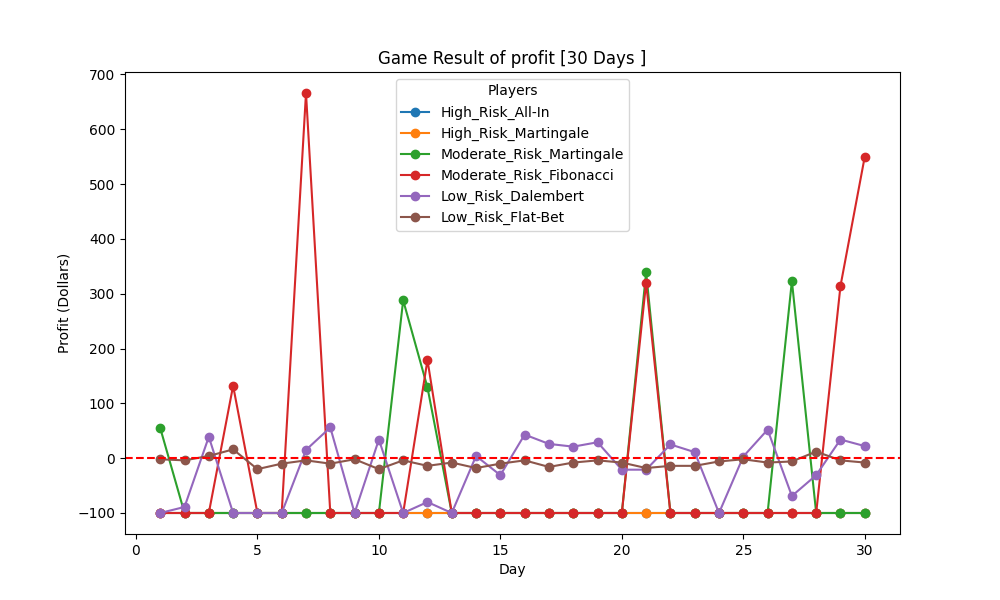 Game Result of profit [30 Days ]
Players
High_Risk_All-In
High_Risk_Martingale
Moderate_Risk_Martingale
Moderate_Risk_Fibonacci
Low_Risk_Dalembert
Low_Risk_Flat-Bet
Profit (Dollars)
700
600
500
400
300
200
100
0
−100
0 5 10 15 20 25 30
Day